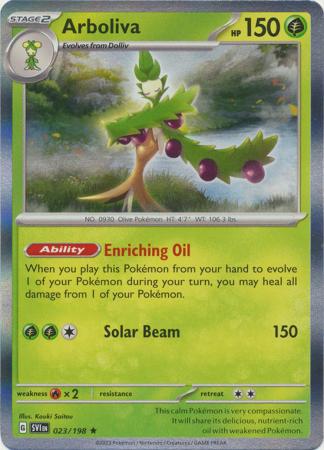 STAGE2
Arboliva
HP 150
Evolves from Dolliv
NO. 0930 Olive Pokémon HT: 4'7" WT: 106.3 lbs.
Ability Enriching Oil
When you play this Pokémon from your hand to evolve
1 of your Pokémon during your turn, you may heal all
damage from 1 of your Pokémon.
Solar Beam 150
weakness ×2 resistance retreat
Illus. Kouki Saitou
G SVI EN 023/198 ★
This calm Pokémon is very compassionate.
It will share its delicious, nutrient-rich
oil with weakened Pokémon.
©2023 Pokémon / Nintendo / Creatures / GAME FREAK